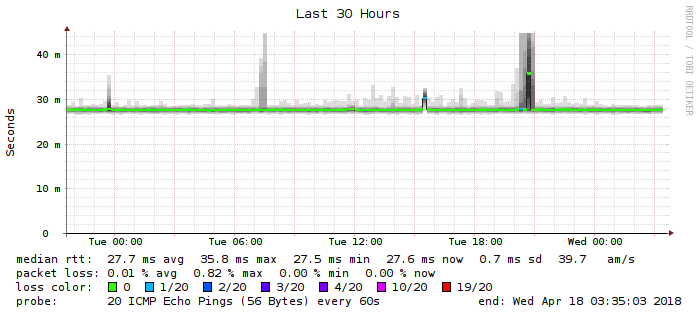 Last 30 Hours
RRDTOOL / TOBI OETIKER
Seconds
40 m
30 m
20 m
10 m
0
Tue 00:00 Tue 06:00 Tue 12:00 Tue 18:00 Wed 00:00
median rtt: 27.7 ms avg 35.8 ms max 27.5 ms min 27.6 ms now 0.7 ms sd 39.7 am/s
packet loss: 0.01 % avg 0.82 % max 0.00 % min 0.00 % now
loss color: 0 1/20 2/20 3/20 4/20 10/20 19/20
probe: 20 ICMP Echo Pings (56 Bytes) every 60s end: Wed Apr 18 03:35:03 2018